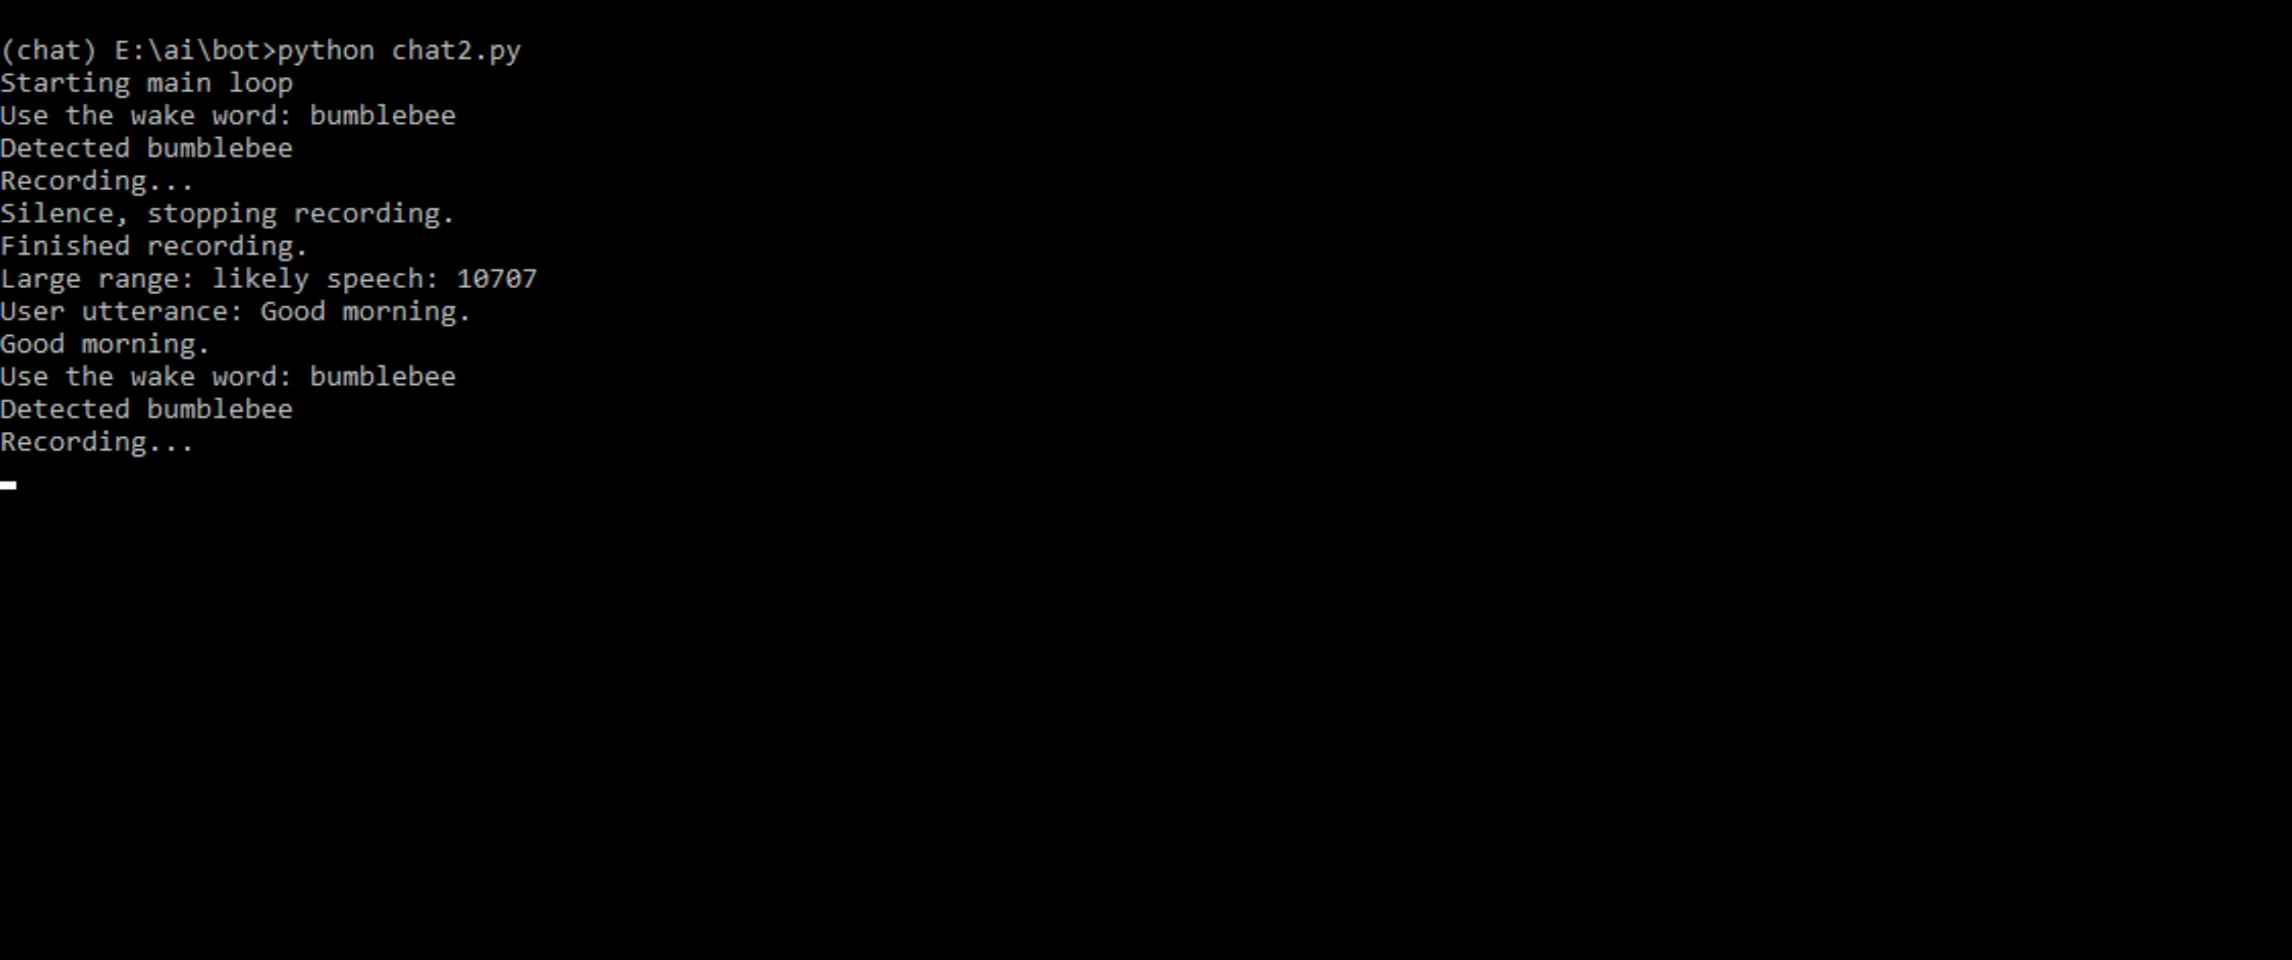 (chat) E:\ai\bot>python chat2.py
Starting main loop
Use the wake word: bumblebee
Detected bumblebee
Recording...
Silence, stopping recording.
Finished recording.
Large range: likely speech: 10707
User utterance: Good morning.
Good morning.
Use the wake word: bumblebee
Detected bumblebee
Recording...